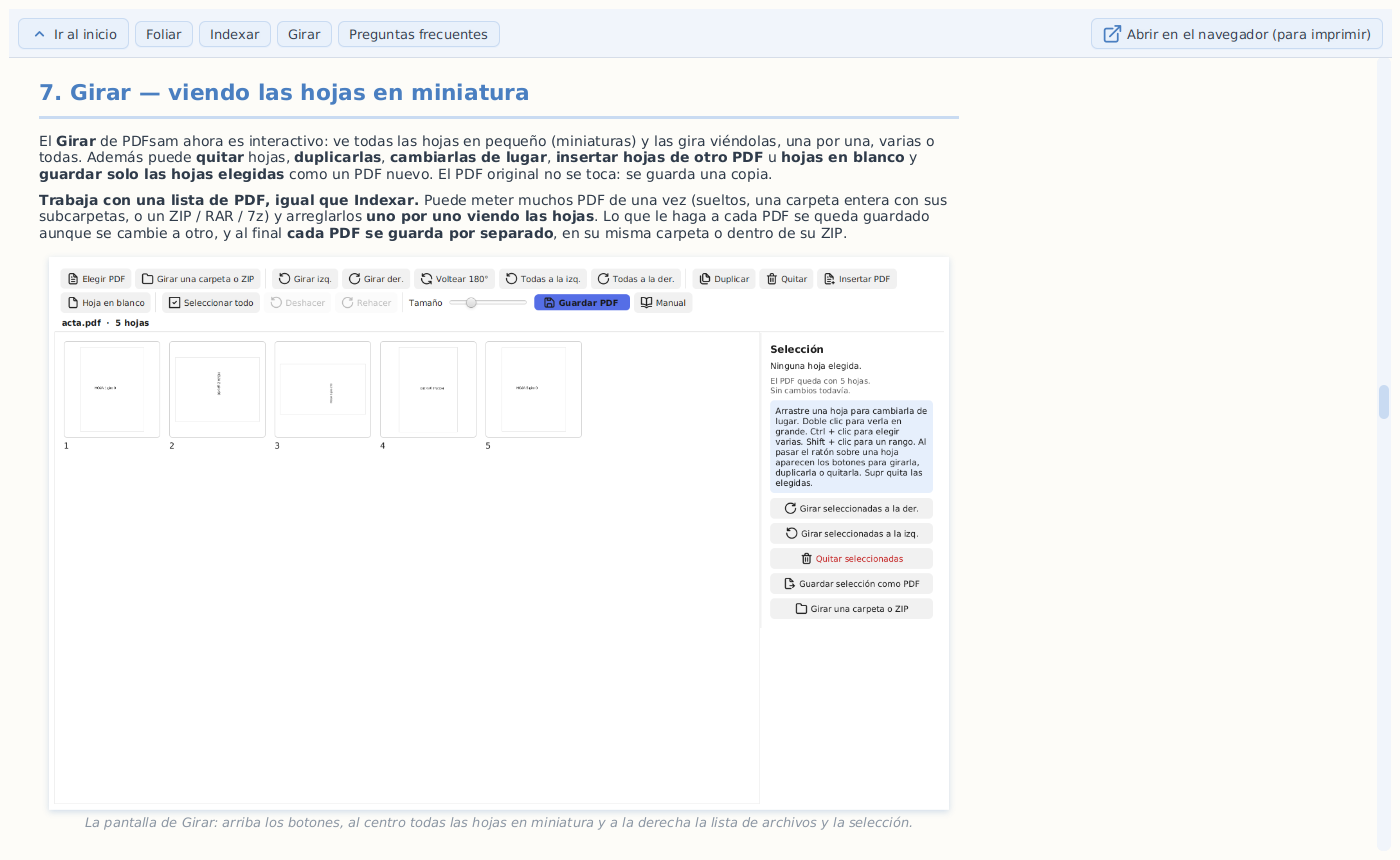 Ir al inicio
Foliar
Indexar
Girar
Preguntas frecuentes
Abrir en el navegador (para imprimir)
7. Girar — viendo las hojas en miniatura
El Girar de PDFsam ahora es interactivo: ve todas las hojas en pequeño (miniaturas) y las gira viéndolas, una por una, varias o
todas. Además puede quitar hojas, duplicarlas, cambiarlas de lugar, insertar hojas de otro PDF u hojas en blanco y
guardar solo las hojas elegidas como un PDF nuevo. El PDF original no se toca: se guarda una copia.
Trabaja con una lista de PDF, igual que Indexar. Puede meter muchos PDF de una vez (sueltos, una carpeta entera con sus
subcarpetas, o un ZIP / RAR / 7z) y arreglarlos uno por uno viendo las hojas. Lo que le haga a cada PDF se queda guardado
aunque se cambie a otro, y al final cada PDF se guarda por separado, en su misma carpeta o dentro de su ZIP.
Elegir PDF
Girar una carpeta o ZIP
Girar izq.
Girar der.
Voltear 180°
Todas a la izq.
Todas a la der.
Duplicar
Quitar
Insertar PDF
Hoja en blanco
Seleccionar todo
Deshacer
Rehacer
Tamaño
Guardar PDF
Manual
acta.pdf · 5 hojas
1
2
3
4
5
Selección
Ninguna hoja elegida.
El PDF queda con 5 hojas.
Sin cambios todavía.
Arrastre una hoja para cambiarla de
lugar. Doble clic para verla en
grande. Ctrl + clic para elegir
varias. Shift + clic para un rango. Al
pasar el ratón sobre una hoja
aparecen los botones para girarla,
duplicarla o quitarla. Supr quita las
elegidas.
Girar seleccionadas a la der.
Girar seleccionadas a la izq.
Quitar seleccionadas
Guardar selección como PDF
Girar una carpeta o ZIP
La pantalla de Girar: arriba los botones, al centro todas las hojas en miniatura y a la derecha la lista de archivos y la selección.